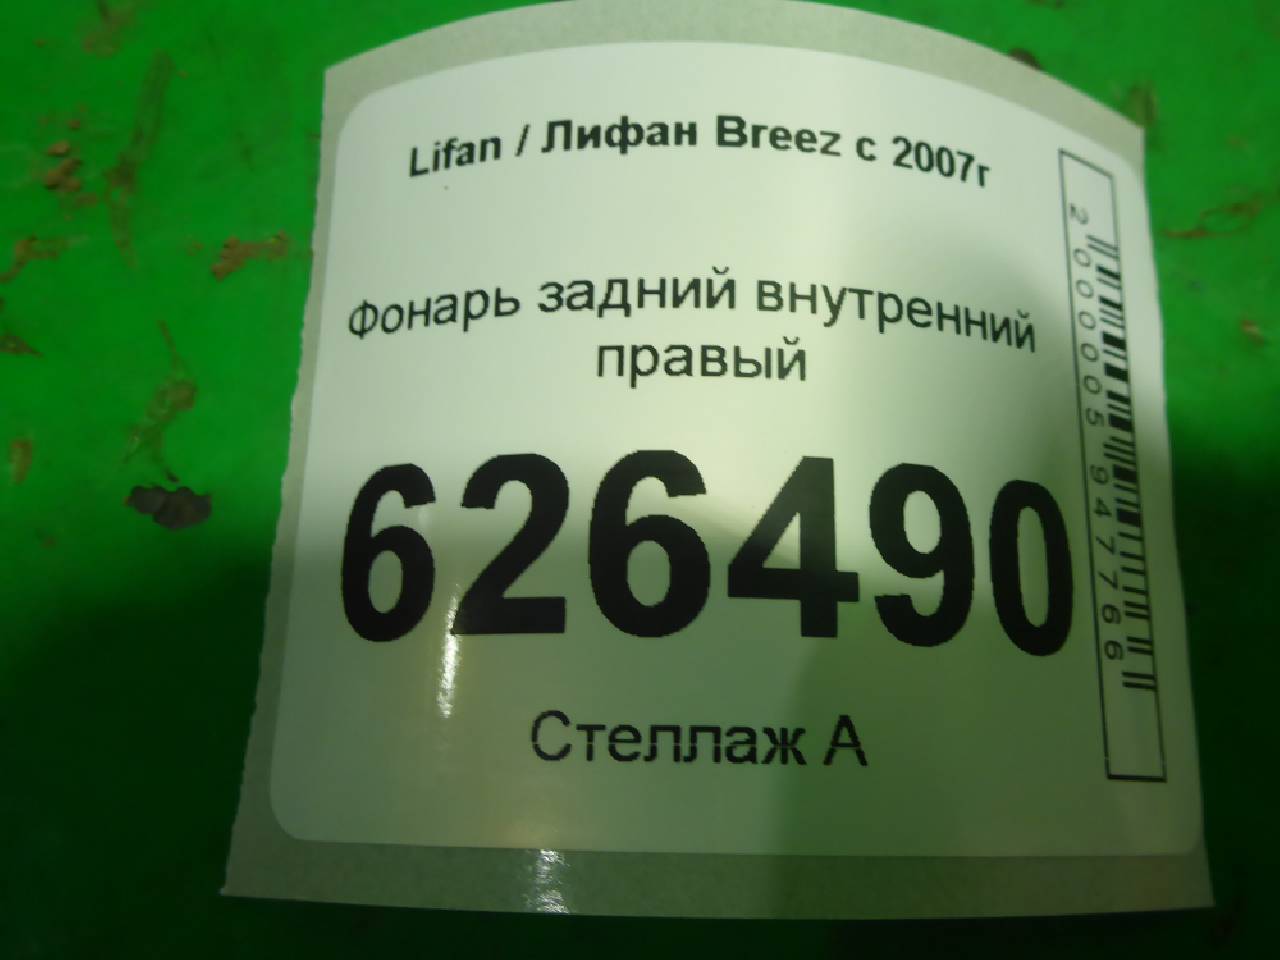 Lifan / Лифан Breez с 2007г
Фонарь задний внутренний
правый
626490
Стеллаж А
2000005947766